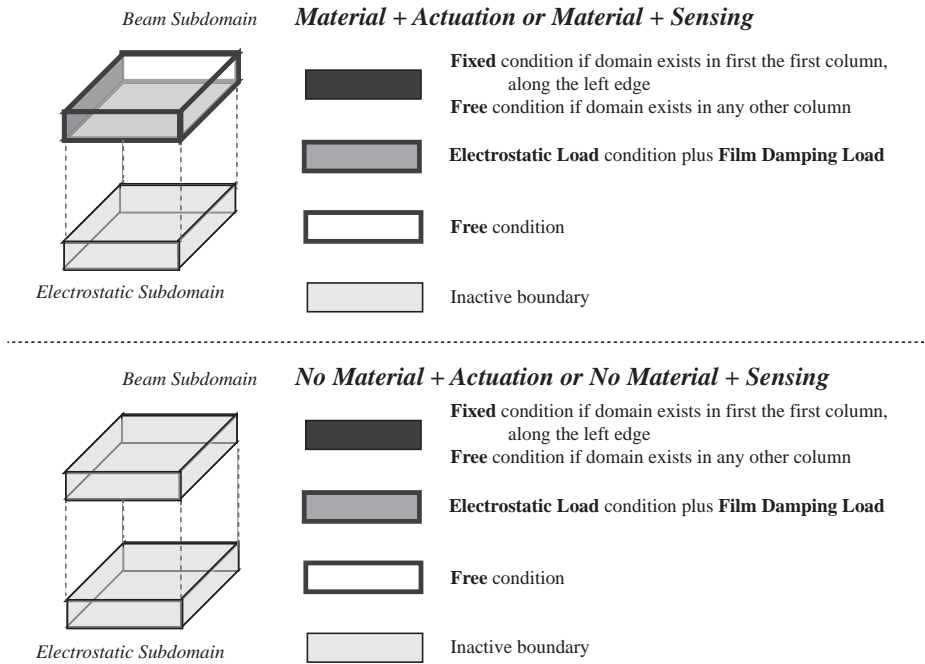 Beam Subdomain
Material + Actuation or Material + Sensing
Fixed condition if domain exists in first the first column,
along the left edge
Free condition if domain exists in any other column
Electrostatic Load condition plus Film Damping Load
Free condition
Electrostatic Subdomain
Inactive boundary
Beam Subdomain
No Material + Actuation or No Material + Sensing
Fixed condition if domain exists in first the first column,
along the left edge
Free condition if domain exists in any other column
Electrostatic Load condition plus Film Damping Load
Free condition
Electrostatic Subdomain
Inactive boundary